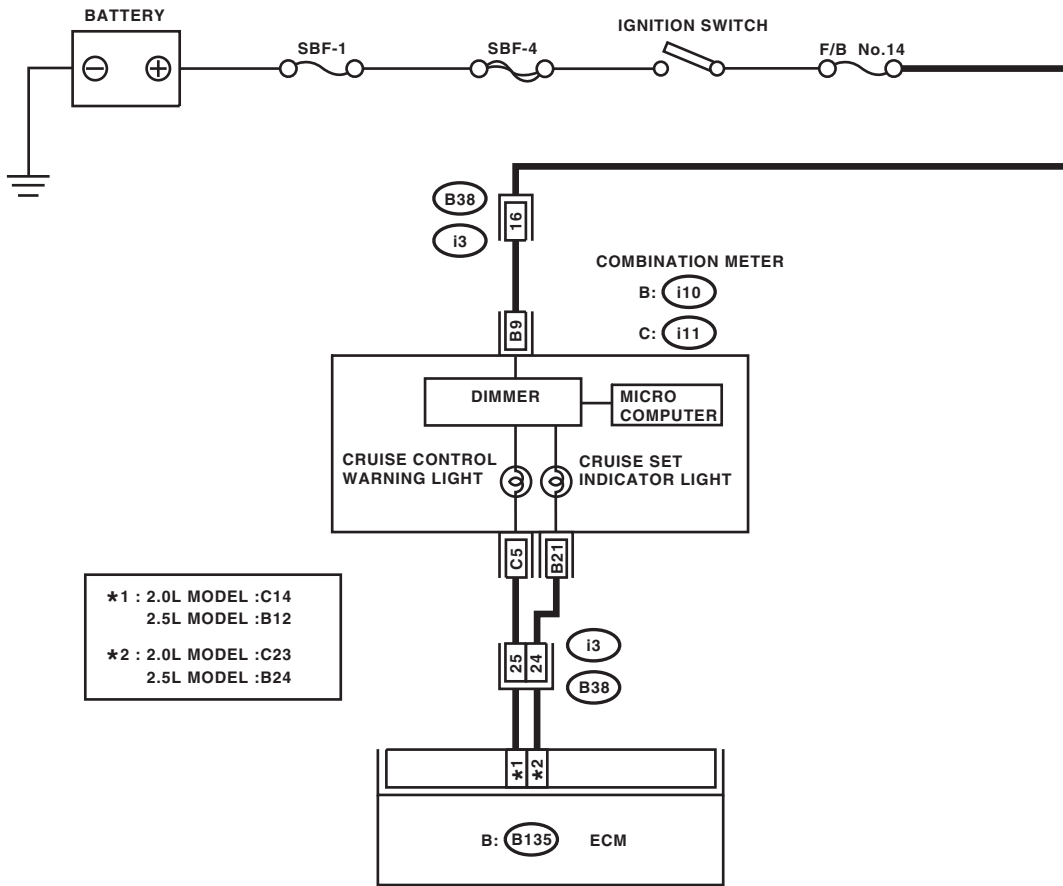 BATTERY
SBF-1
SBF-4
IGNITION SWITCH
F/B No.14
B38
16
i3
COMBINATION METER
B: i10
C: i11
B9
DIMMER
MICRO
COMPUTER
CRUISE CONTROL
WARNING LIGHT
CRUISE SET
INDICATOR LIGHT
C5
B21
*1 : 2.0L MODEL :C14
2.5L MODEL :B12
*2 : 2.0L MODEL :C23
2.5L MODEL :B24
25
24
i3
B38
*1
*2
B: B135 ECM